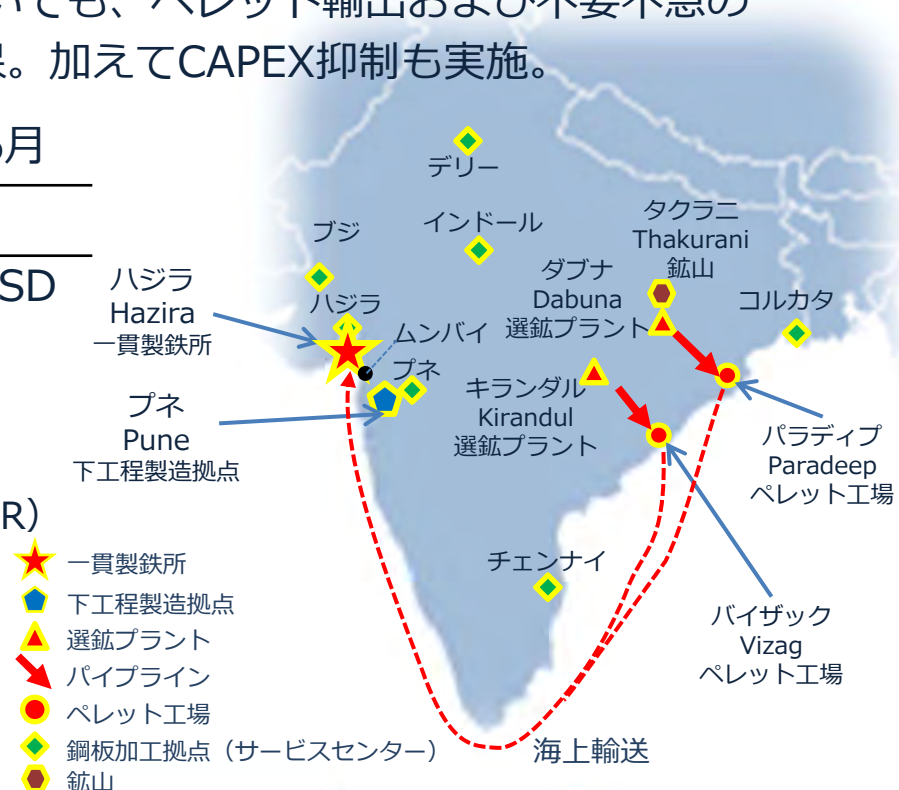 いても、ペレット輸出および不要不急の
。加えてCAPEX抑制も実施。
月
SD
R）
デリー
ブジ
インドール
タクラニ
Thakurani
鉱山
ダブナ
Dabuna
選鉱プラント
コルカタ
ハジラ
Hazira
一貫製鉄所
ハジラ
ムンバイ
プネ
キランダル
Kirandul
選鉱プラント
プネ
Pune
下工程製造拠点
パラディプ
Paradeep
ペレット工場
チェンナイ
バイザック
Vizag
ペレット工場
海上輸送
一貫製鉄所
下工程製造拠点
選鉱プラント
パイプライン
ペレット工場
鋼板加工拠点（サービスセンター）
鉱山